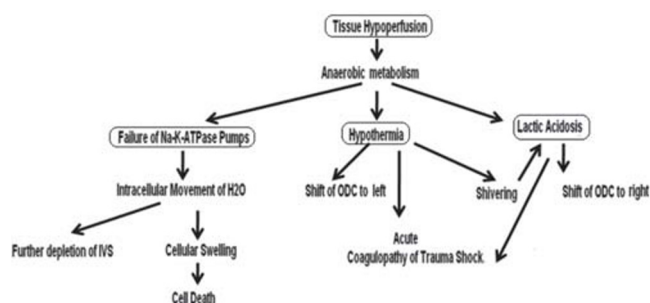 Tissue Hypoperfusion
Anaerobic metabolism
Failure of Na-K-ATPase Pumps
Hypothermia
Lactic Acidosis
Intracellular Movement of H2O
Shift of ODC to left
Shivering
Shift of ODC to right
Further depletion of IVS
Cellular Swelling
Acute
Coagulopathy of Trauma Shock
Cell Death